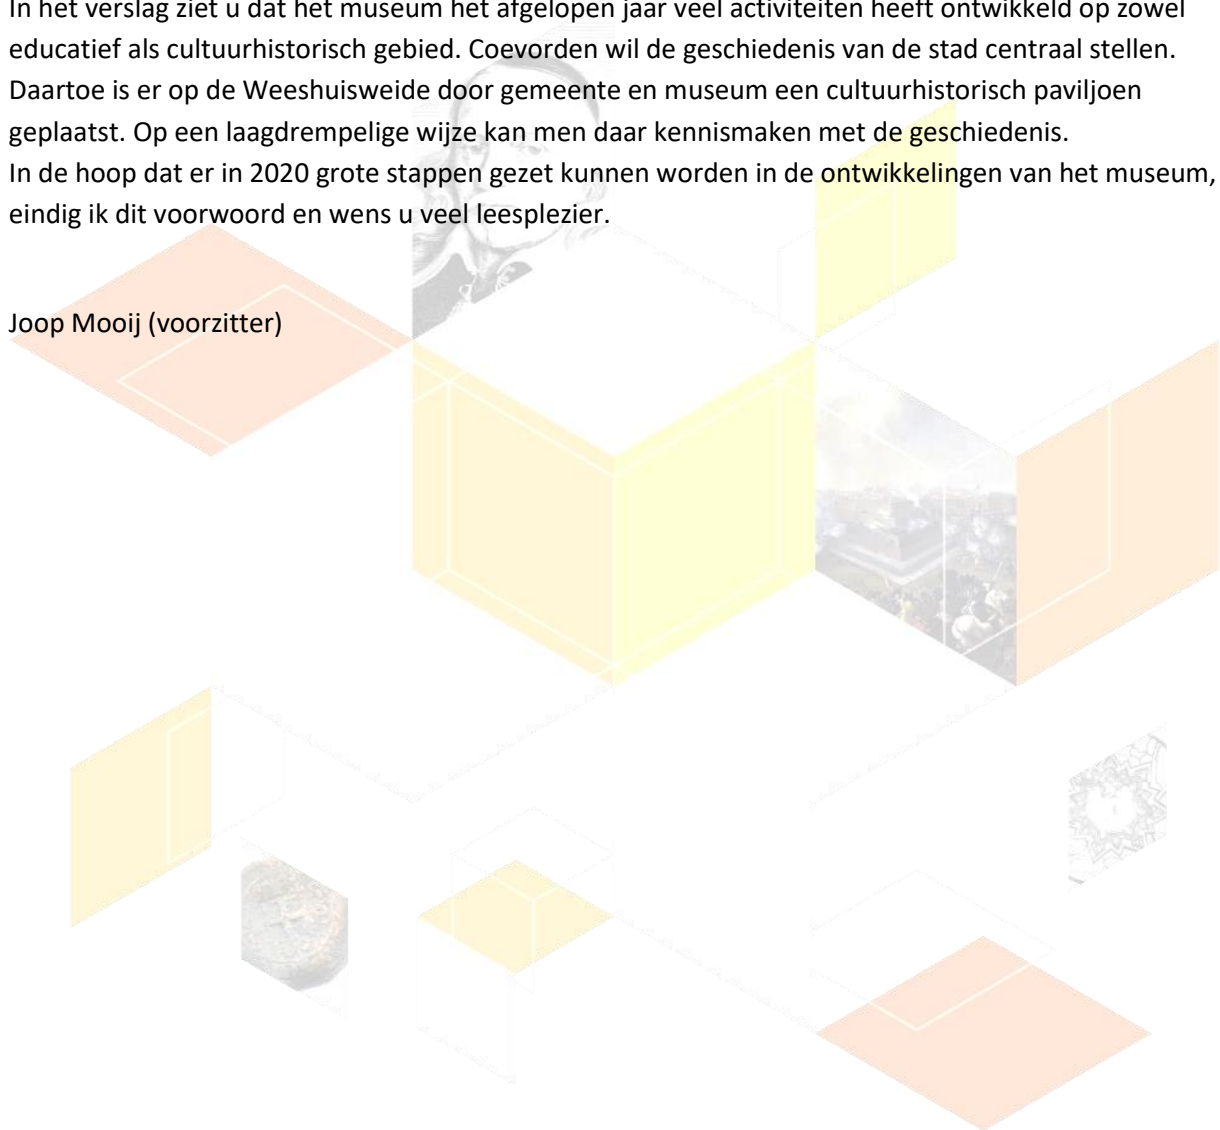 In het verslag ziet u dat het museum het afgelopen jaar veel activiteiten heeft ontwikkeld op zowel
educatief als cultuurhistorisch gebied. Coevorden wil de geschiedenis van de stad centraal stellen.
Daartoe is er op de Weeshuisweide door gemeente en museum een cultuurhistorisch paviljoen
geplaatst. Op een laagdrempelige wijze kan men daar kennismaken met de geschiedenis.
In de hoop dat er in 2020 grote stappen gezet kunnen worden in de ontwikkelingen van het museum,
eindig ik dit voorwoord en wens u veel leesplezier.
Joop Mooij (voorzitter)